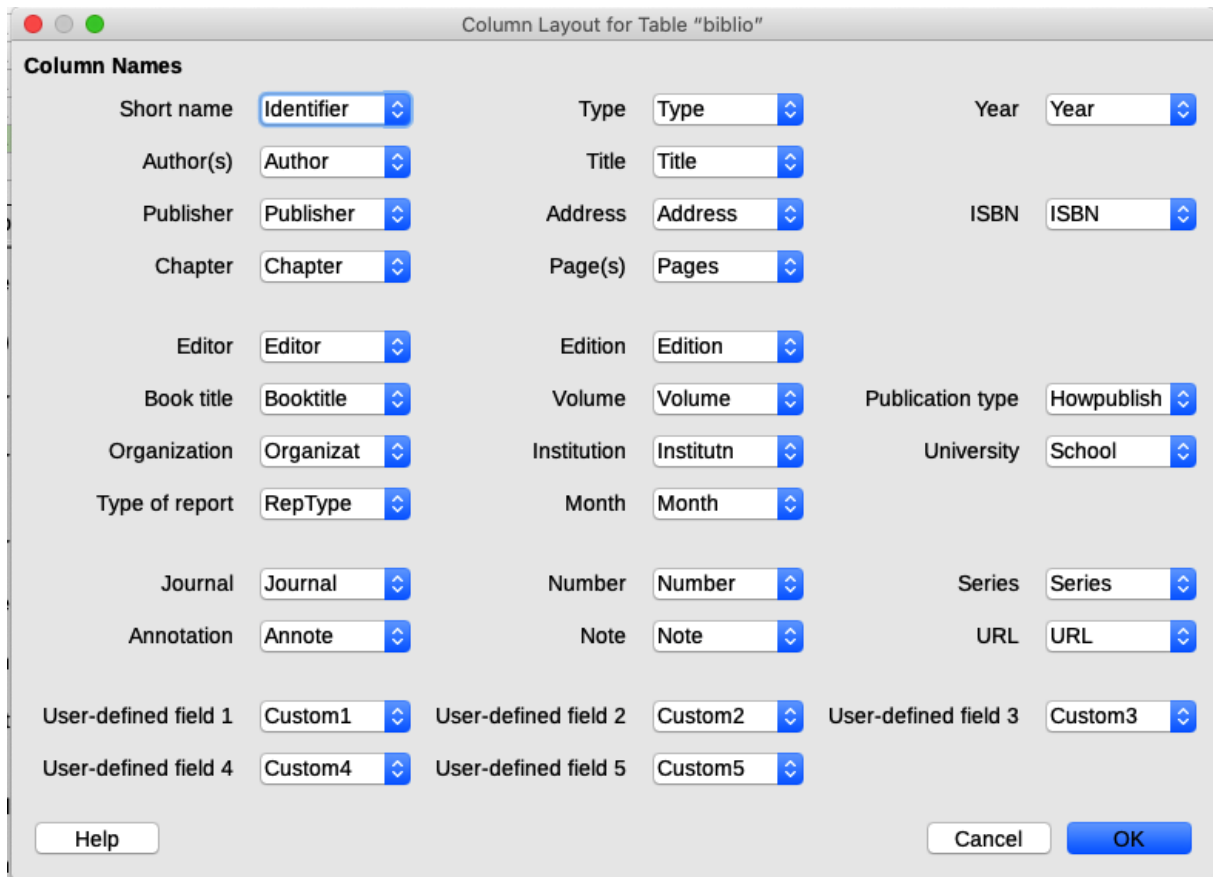 Column Layout for Table “biblio”
Column Names
Short name Identifier Type Type Year Year
Author(s) Author Title Title
Publisher Publisher Address Address ISBN ISBN
Chapter Chapter Page(s) Pages
Editor Editor Edition Edition
Book title Booktitle Volume Volume Publication type Howpublish
Organization Organizat Institution Institutn University School
Type of report RepType Month Month
Journal Journal Number Number Series Series
Annotation Annote Note Note URL URL
User-defined field 1 Custom1 User-defined field 2 Custom2 User-defined field 3 Custom3
User-defined field 4 Custom4 User-defined field 5 Custom5
Help Cancel OK